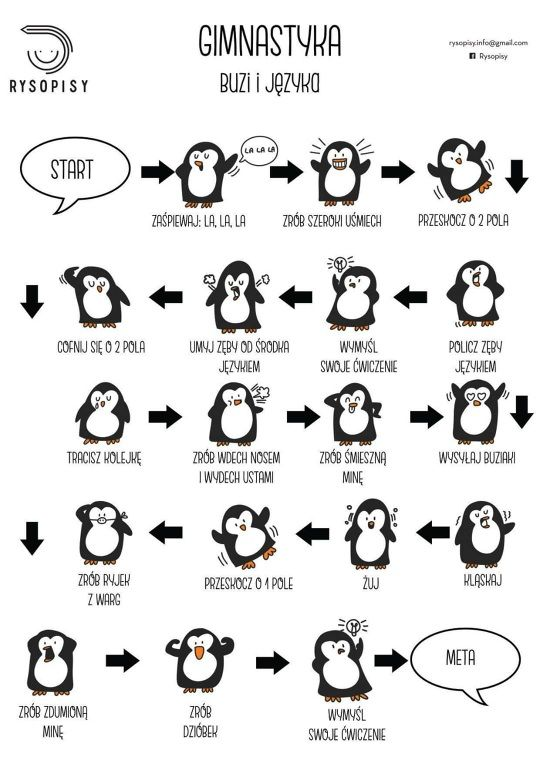 RYSOPISY
GIMNASTYKA
BUZI i JĘZYKA
rysopisy.info@gmail.com
Rysopisy
START
LA LA LA
ZAŚPIEWAJ: LA, LA, LA
ZRÓB SZEROKI UŚMIECH
PRZESKOCZ O 2 POLA
COFNIJ SIĘ O 2 POLA
UMYJ ZĘBY OD ŚRODKA
JĘZYKIEM
WYMYŚL
SWOJE ĆWICZENIE
POLICZ ZĘBY
JĘZYKIEM
TRACISZ KOLEJKĘ
ZRÓB WDECH NOSEM
I WYDECH USTAMI
ZRÓB ŚMIESZNĄ
MINĘ
WYSYŁAJ BUZIAKI
ZRÓB RYJEK
Z WARG
PRZESKOCZ O 1 POLE
ŻUJ
KLĄSKAJ
ZRÓB ZDUMIONĄ
MINĘ
ZRÓB
DZIÓBEK
WYMYŚL
SWOJE ĆWICZENIE
META